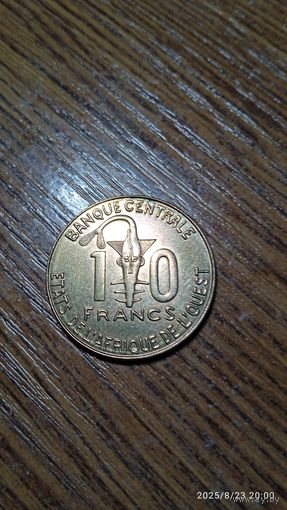 BANQUE CENTRALE
10
FRANCS
ETATS DE L'AFRIQUE DE L'OUEST
2025/8/23 20:00